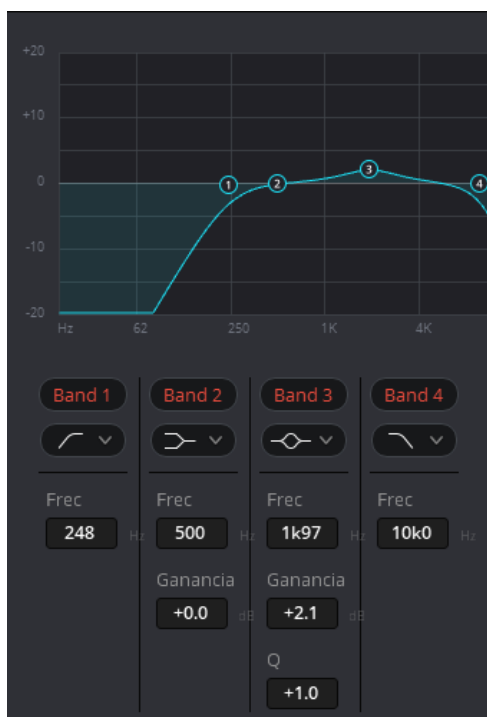 +20
+10
0
-10
-20
1
2
3
4
Hz 62 250 1K 4K
Band 1 Band 2 Band 3 Band 4
Frec Frec Frec Frec
248 Hz 500 Hz 1k97 Hz 10k0 Hz
Ganancia Ganancia
+0.0 dB +2.1 dB
Q
+1.0